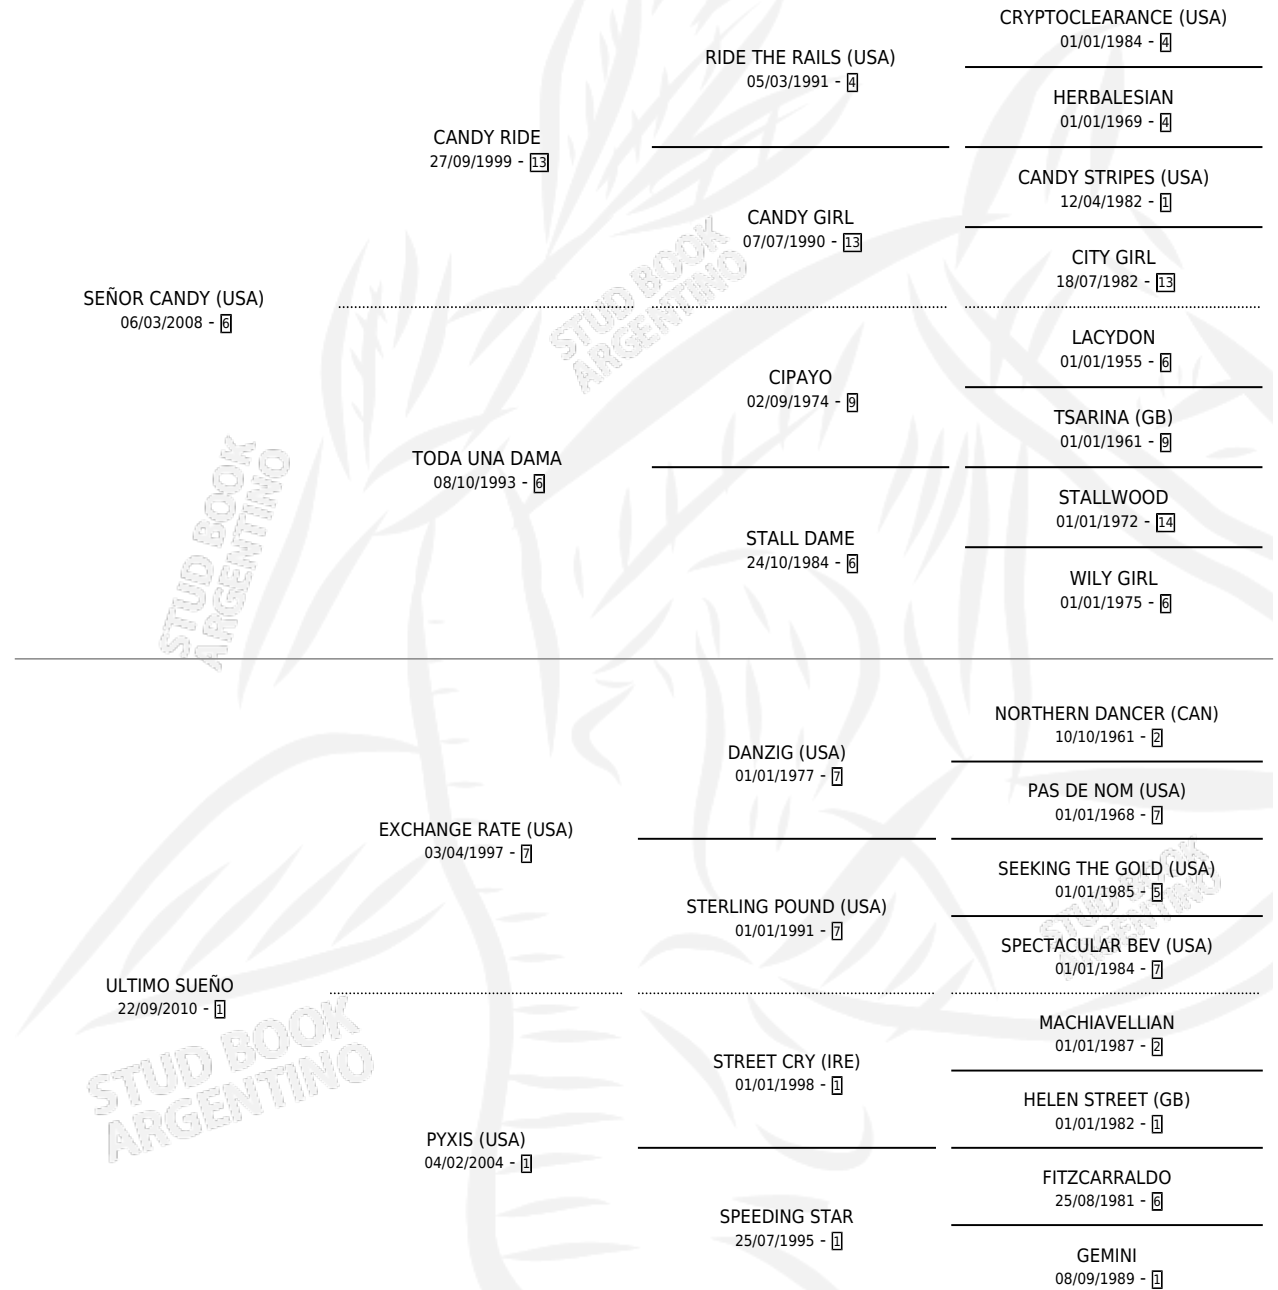 CRYPTOCLEARANCE (USA)
01/01/1984 - 4
RIDE THE RAILS (USA)
05/03/1991 - 4
HERBALESIAN
01/01/1969 - 4
CANDY RIDE
27/09/1999 - 13
CANDY STRIPES (USA)
12/04/1982 - 1
CANDY GIRL
07/07/1990 - 13
CITY GIRL
18/07/1982 - 13
SEÑOR CANDY (USA)
06/03/2008 - 6
LACYDON
01/01/1955 - 6
CIPAYO
02/09/1974 - 9
TSARINA (GB)
01/01/1961 - 9
TODA UNA DAMA
08/10/1993 - 6
STALLWOOD
01/01/1972 - 14
STALL DAME
24/10/1984 - 6
WILY GIRL
01/01/1975 - 6
NORTHERN DANCER (CAN)
10/10/1961 - 2
DANZIG (USA)
01/01/1977 - 7
PAS DE NOM (USA)
01/01/1968 - 7
EXCHANGE RATE (USA)
03/04/1997 - 7
SEEKING THE GOLD (USA)
01/01/1985 - 5
STERLING POUND (USA)
01/01/1991 - 7
SPECTACULAR BEV (USA)
01/01/1984 - 7
ULTIMO SUEÑO
22/09/2010 - 1
MACHIAVELLIAN
01/01/1987 - 2
STREET CRY (IRE)
01/01/1998 - 1
HELEN STREET (GB)
01/01/1982 - 1
PYXIS (USA)
04/02/2004 - 1
FITZCARRALDO
25/08/1981 - 6
SPEEDING STAR
25/07/1995 - 1
GEMINI
08/09/1989 - 1
STUD BOOK
ARGENTINO
STUD BOOK
ARGENTINO
STUD BOOK
ARGENTINO
STUD BOOK
ARGENTINO